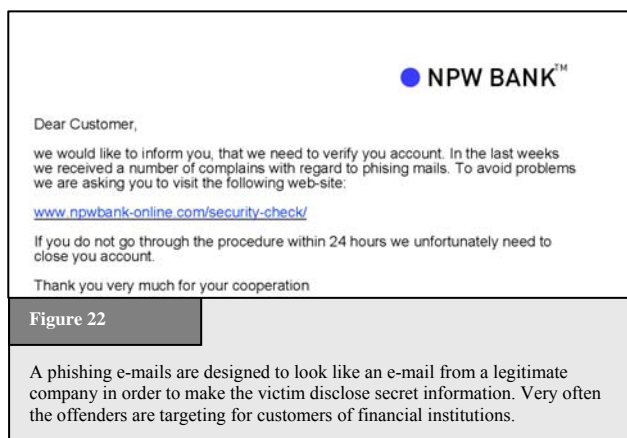 NPW BANK™
Dear Customer,
we would like to inform you, that we need to verify you account. In the last weeks
we received a number of complains with regard to phising mails. To avoid problems
we are asking you to visit the following web-site:
www.npwbank-online.com/security-check/
If you do not go through the procedure within 24 hours we unfortunately need to
close you account.
Thank you very much for your cooperation
Figure 22
A phishing e-mails are designed to look like an e-mail from a legitimate
company in order to make the victim disclose secret information. Very often
the offenders are targeting for customers of financial institutions.